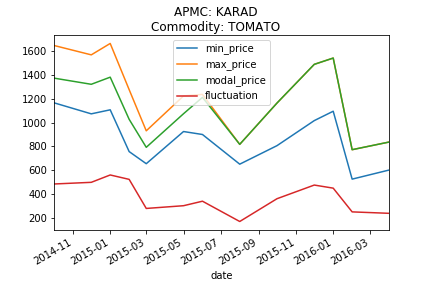 APMC: KARAD
Commodity: TOMATO
min_price
max_price
modal_price
fluctuation
1600
1400
1200
1000
800
600
400
200
2014-11
2015-01
2015-03
2015-05
2015-07
2015-09
2015-11
2016-01
2016-03
date